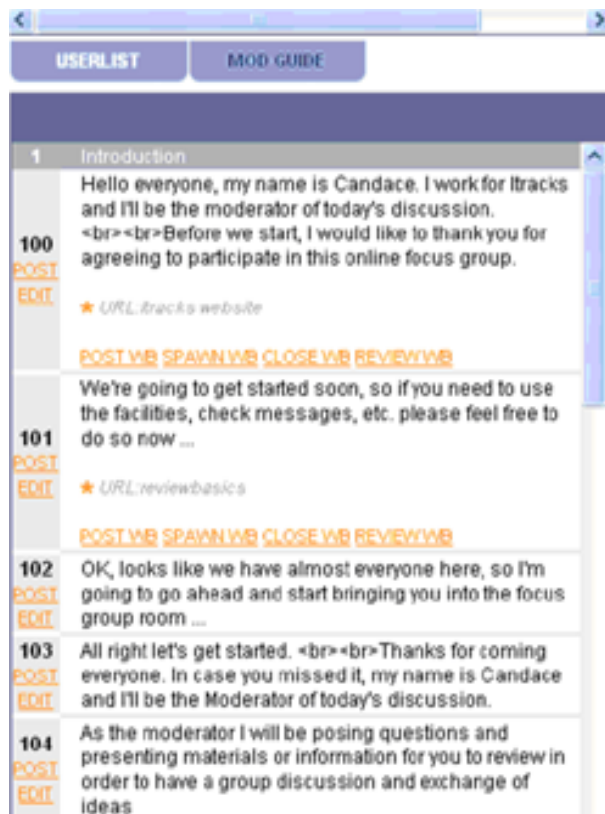 USERLIST MOD GUIDE
1 Introduction
Hello everyone, my name is Candace. I work for Itracks
and I'll be the moderator of today's discussion.
<br><br>Before we start, I would like to thank you for
agreeing to participate in this online focus group.
100
POST
EDIT
★ URL:itracks website
POST WB SPAWN WB CLOSE WB REVIEW WB
We're going to get started soon, so if you need to use
the facilities, check messages, etc. please feel free to
do so now ...
101
POST
EDIT
★ URL:reviewbasics
POST WB SPAWN WB CLOSE WB REVIEW WB
102
POST
EDIT
OK, looks like we have almost everyone here, so I'm
going to go ahead and start bringing you into the focus
group room ...
103
POST
EDIT
All right let's get started. <br><br>Thanks for coming
everyone. In case you missed it, my name is Candace
and I'll be the Moderator of today's discussion.
104
POST
EDIT
As the moderator I will be posing questions and
presenting materials or information for you to review in
order to have a group discussion and exchange of
ideas